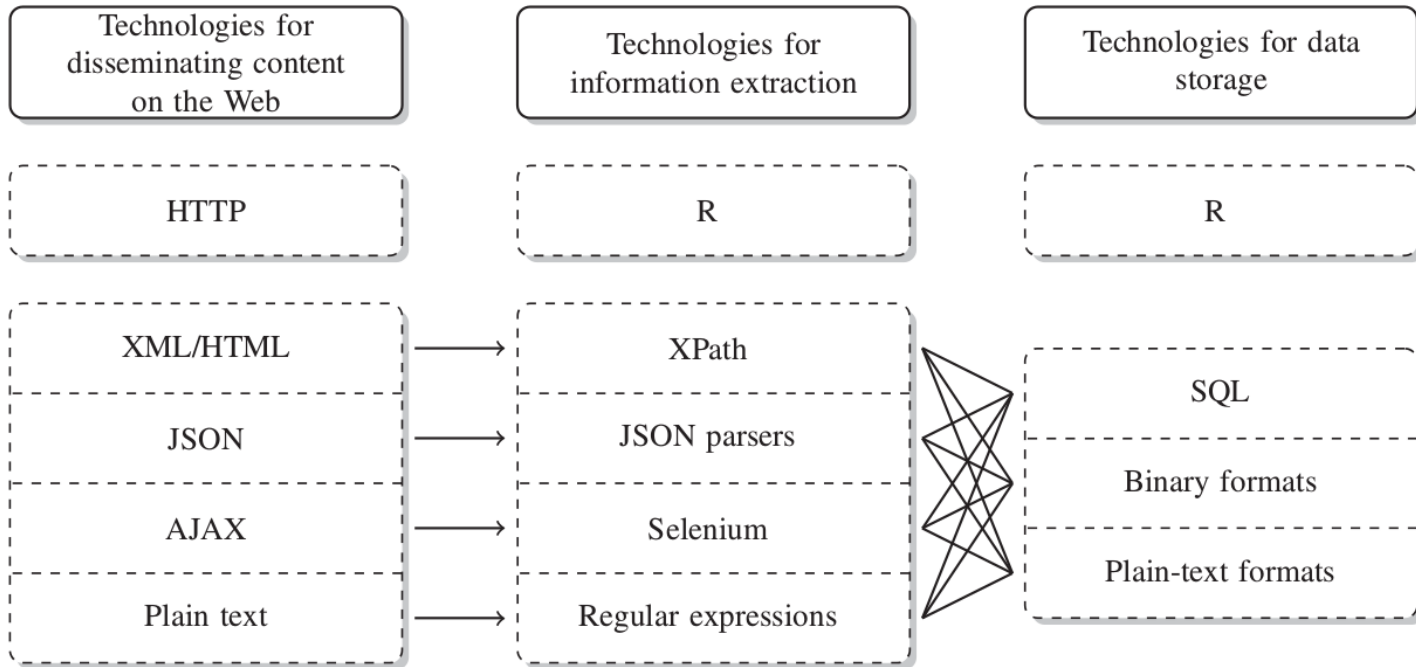 Technologies for
disseminating content
on the Web
Technologies for
information extraction
Technologies for data
storage
HTTP
R
R
XML/HTML
XPath
JSON
JSON parsers
AJAX
Selenium
Plain text
Regular expressions
SQL
Binary formats
Plain-text formats